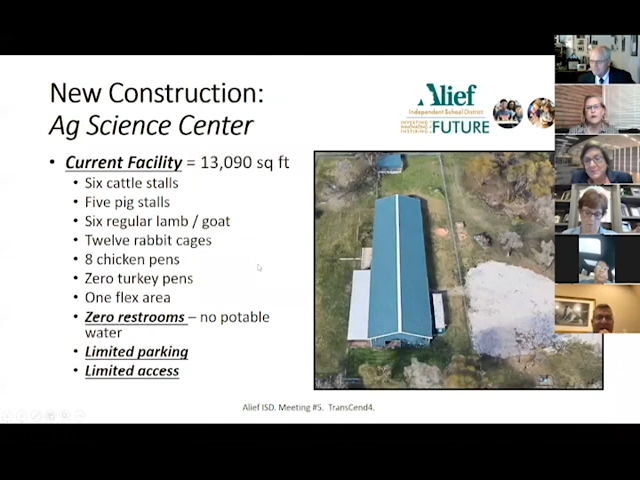 New Construction:
Ag Science Center
Alief
Independent School District
INVESTING
INNOVATING &
INSPIRING
FUTURE
• Current Facility = 13,090 sq ft
• Six cattle stalls
• Five pig stalls
• Six regular lamb / goat
• Twelve rabbit cages
• 8 chicken pens
• Zero turkey pens
• One flex area
• Zero restrooms – no potable
water
• Limited parking
• Limited access
Alief ISD. Meeting #5. TransCend4.